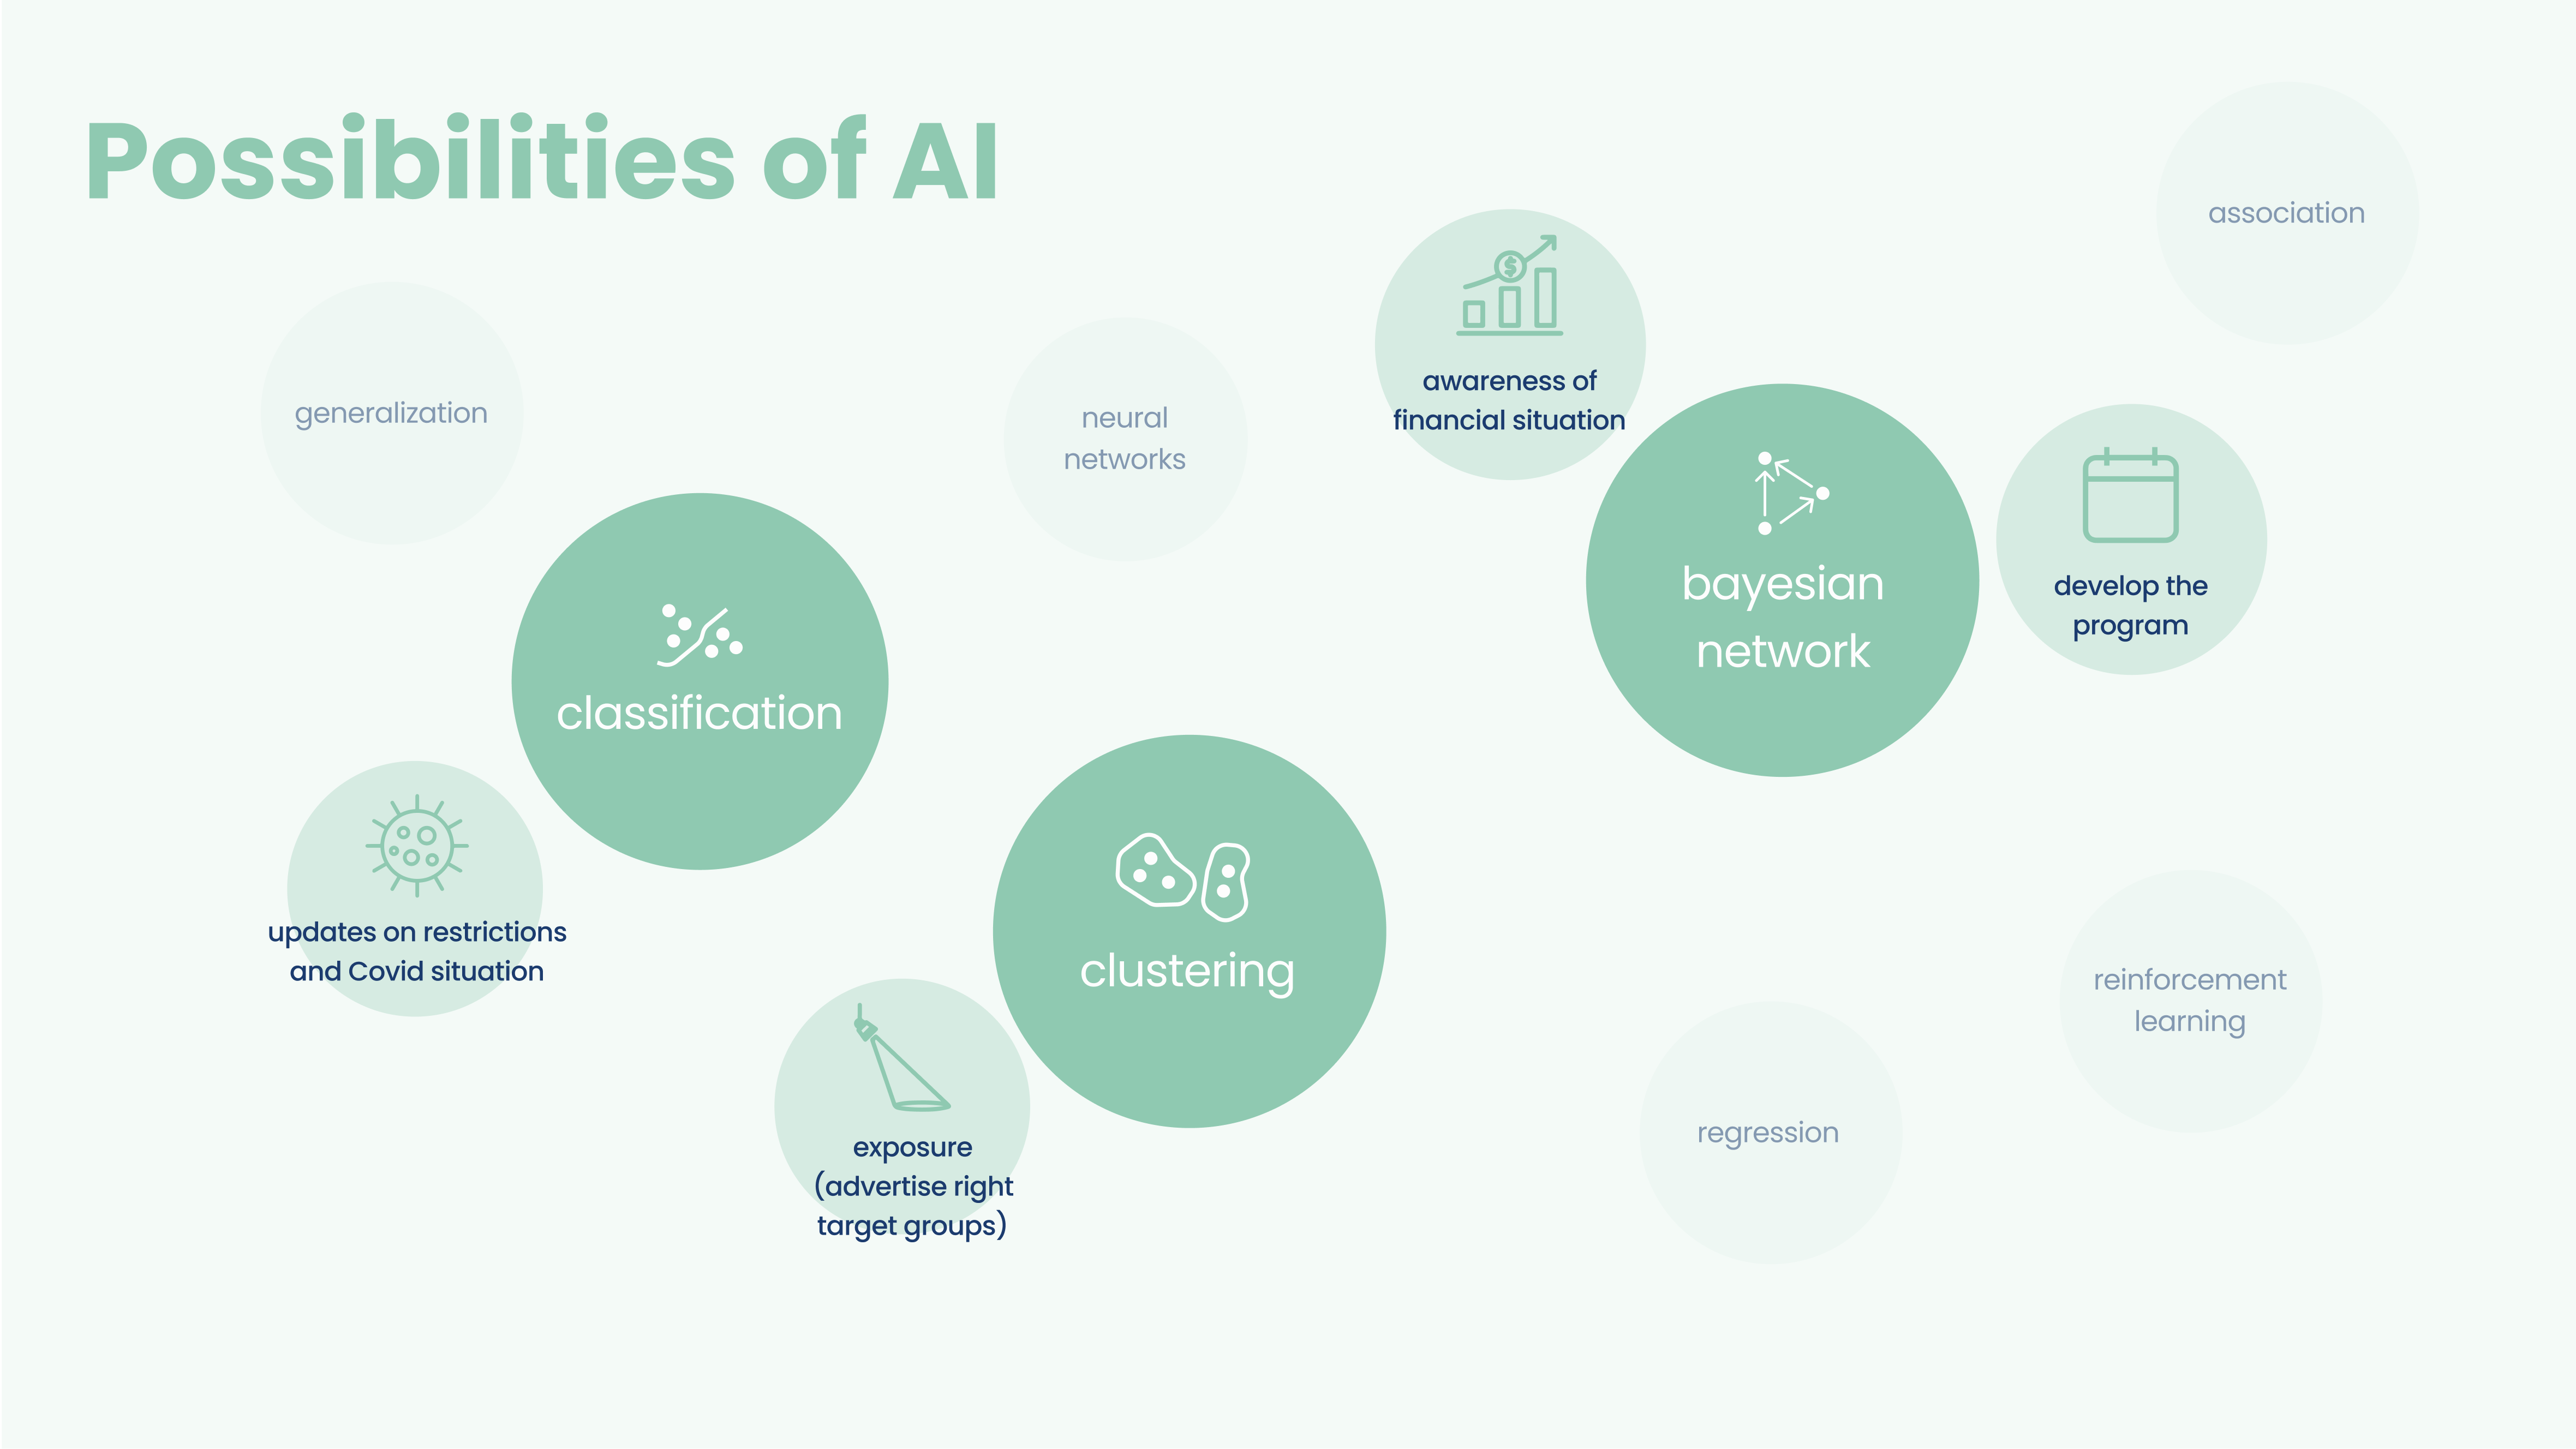 Possibilities of AI
association
generalization
neural
networks
$
awareness of
financial situation
bayesian
network
develop the
program
classification
updates on restrictions
and Covid situation
clustering
exposure
(advertise right
target groups)
reinforcement
learning
regression